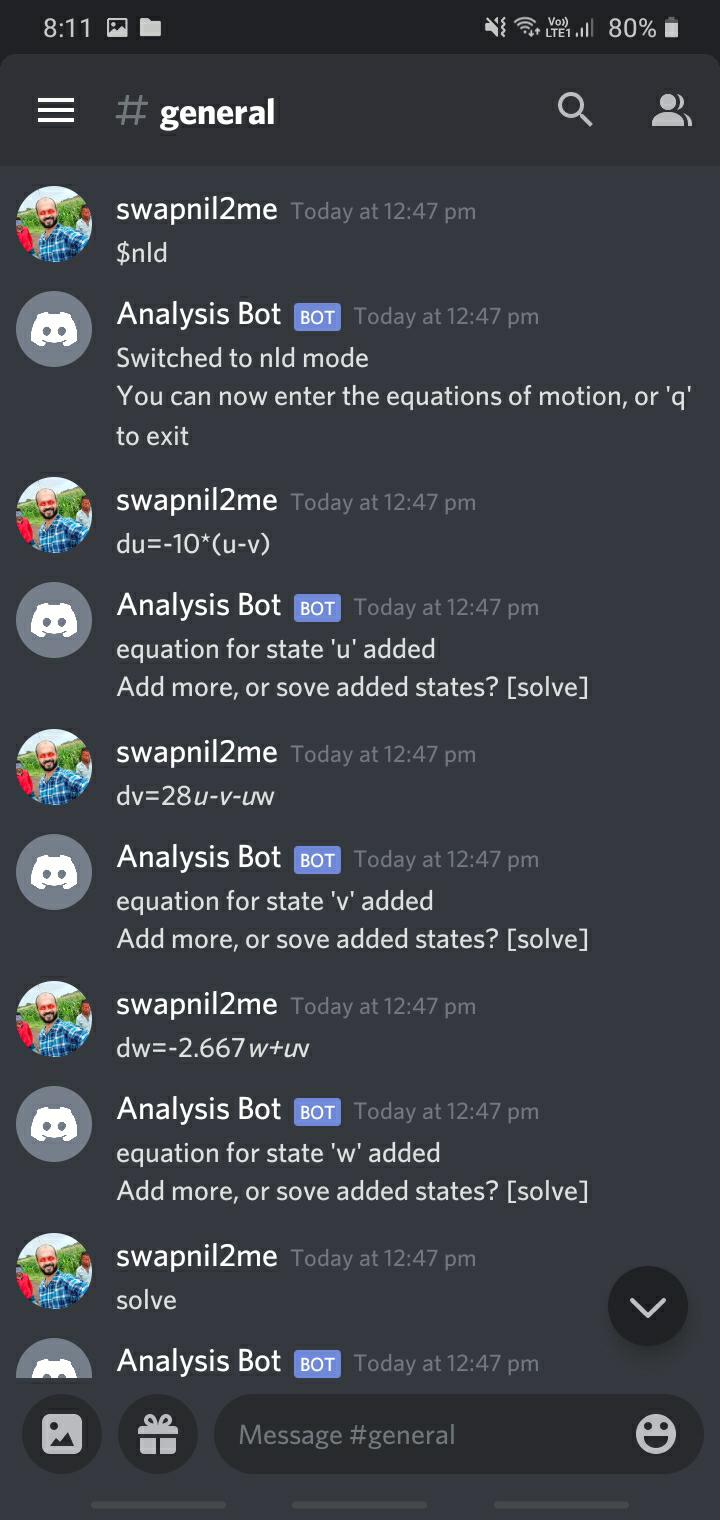 8:11 Vo)) LTE1 80%
# general
swapnil2me Today at 12:47 pm
$nld
Analysis Bot BOT Today at 12:47 pm
Switched to nld mode
You can now enter the equations of motion, or 'q'
to exit
swapnil2me Today at 12:47 pm
du=-10*(u-v)
Analysis Bot BOT Today at 12:47 pm
equation for state 'u' added
Add more, or sove added states? [solve]
swapnil2me Today at 12:47 pm
dv=28u-v-uw
Analysis Bot BOT Today at 12:47 pm
equation for state 'v' added
Add more, or sove added states? [solve]
swapnil2me Today at 12:47 pm
dw=-2.667w+uv
Analysis Bot BOT Today at 12:47 pm
equation for state 'w' added
Add more, or sove added states? [solve]
swapnil2me Today at 12:47 pm
solve
Analysis Bot BOT Today at 12:47 pm
Message #general